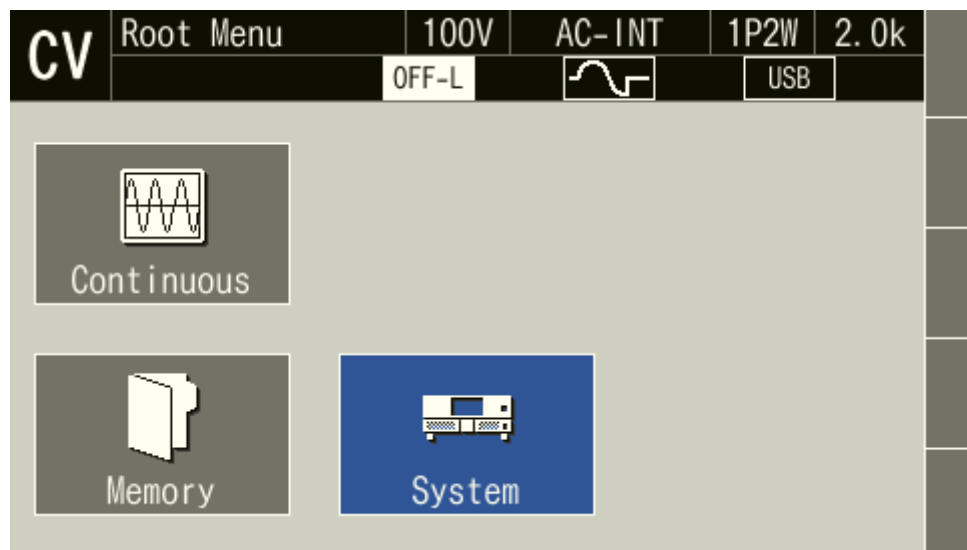 CV Root Menu 100V AC-INT 1P2W 2.0k
OFF-L USB
Continuous
Memory System